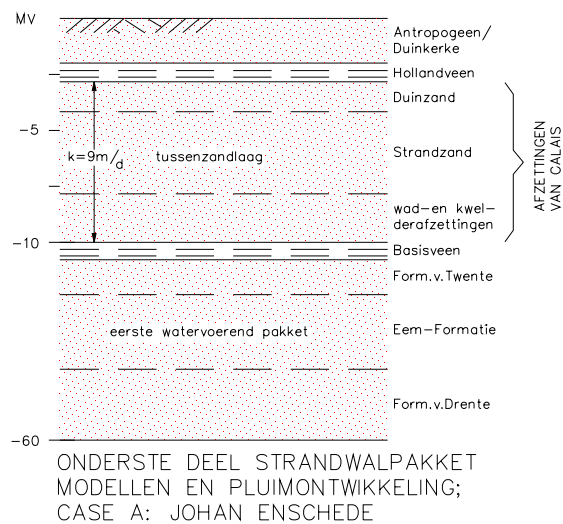 MV
Antropogeen/
Duinkerke
Hollandveen
Duinzand
-5
k=9m/d
tussenzandlaag
Strandzand
AFZETTINGEN
VAN CALAIS
wad-en kwel-
derafzettingen
-10
Basisveen
Form.v.Twente
eerste watervoerend pakket
Eem-Formatie
Form.v.Drente
-60
ONDERSTE DEEL STRANDWALPAKKET
MODELLEN EN PLUIMONTWIKKELING;
CASE A: JOHAN ENSCHEDE